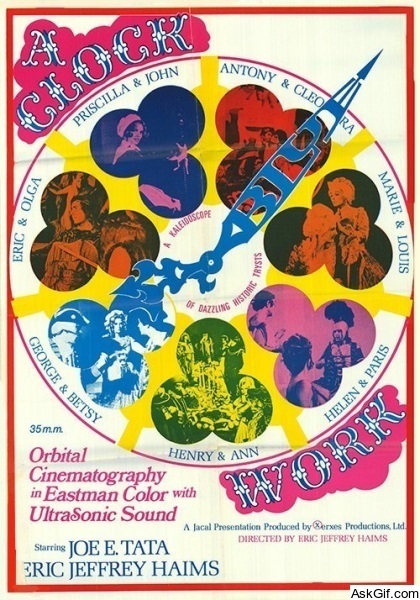 A
CLOCK
BLUE
WORK
PRISCILLA & JOHN
ANTONY & CLEOPATRA
MARIE & LOUIS
HELEN & PARIS
HENRY & ANN
GEORGE & BETSY
ERIC & OLGA
A KALEIDOSCOPE
OF DAZZLING HISTORIC TRYSTS
35 m.m.
Orbital
Cinematography
in Eastman Color with
UltraSonic Sound
A Jacal Presentation Produced by Xerxes Productions, Ltd.
DIRECTED BY ERIC JEFFREY HAIMS
Starring JOE E. TATA
ERIC JEFFREY HAIMS
AskGif.com